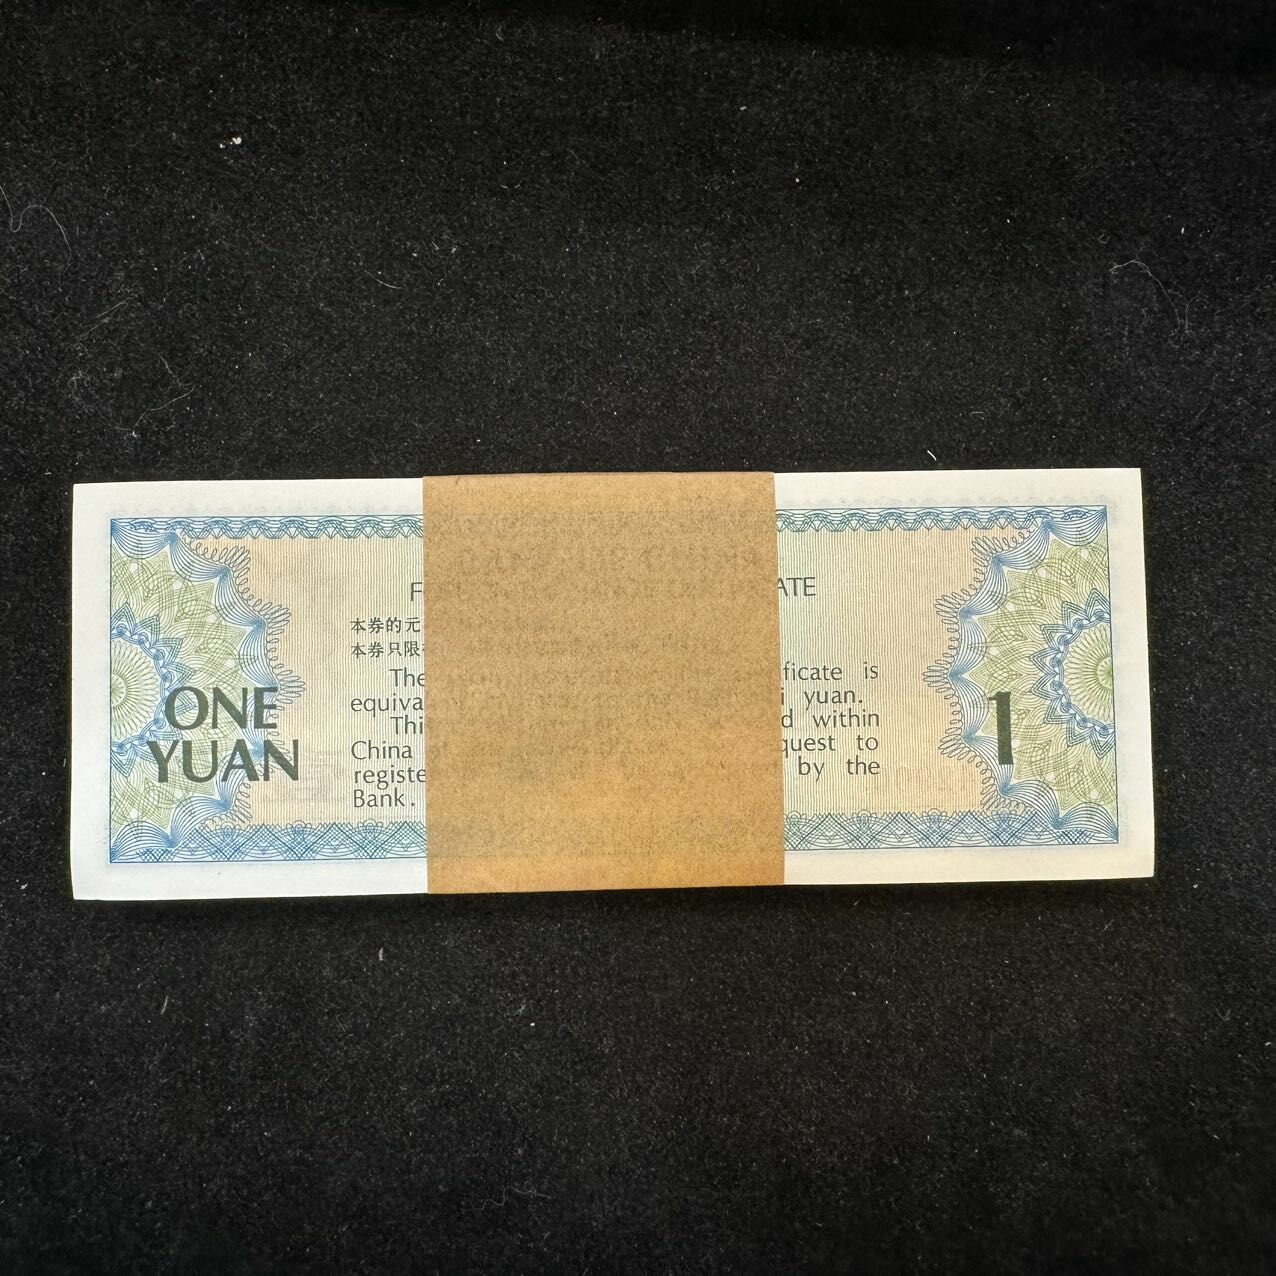 ATE
本券的元
本券只限
The ficate is
equiva i yuan.
Thi d within
China quest to
registe by the
Bank.
ONE
YUAN
1